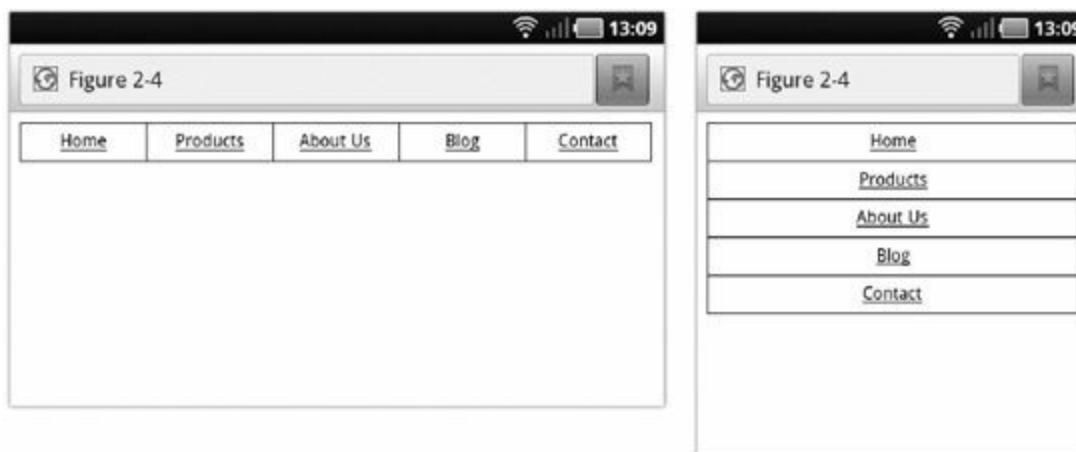 13:09
Figure 2-4
Home Products About Us Blog Contact
13:09
Figure 2-4
Home
Products
About Us
Blog
Contact